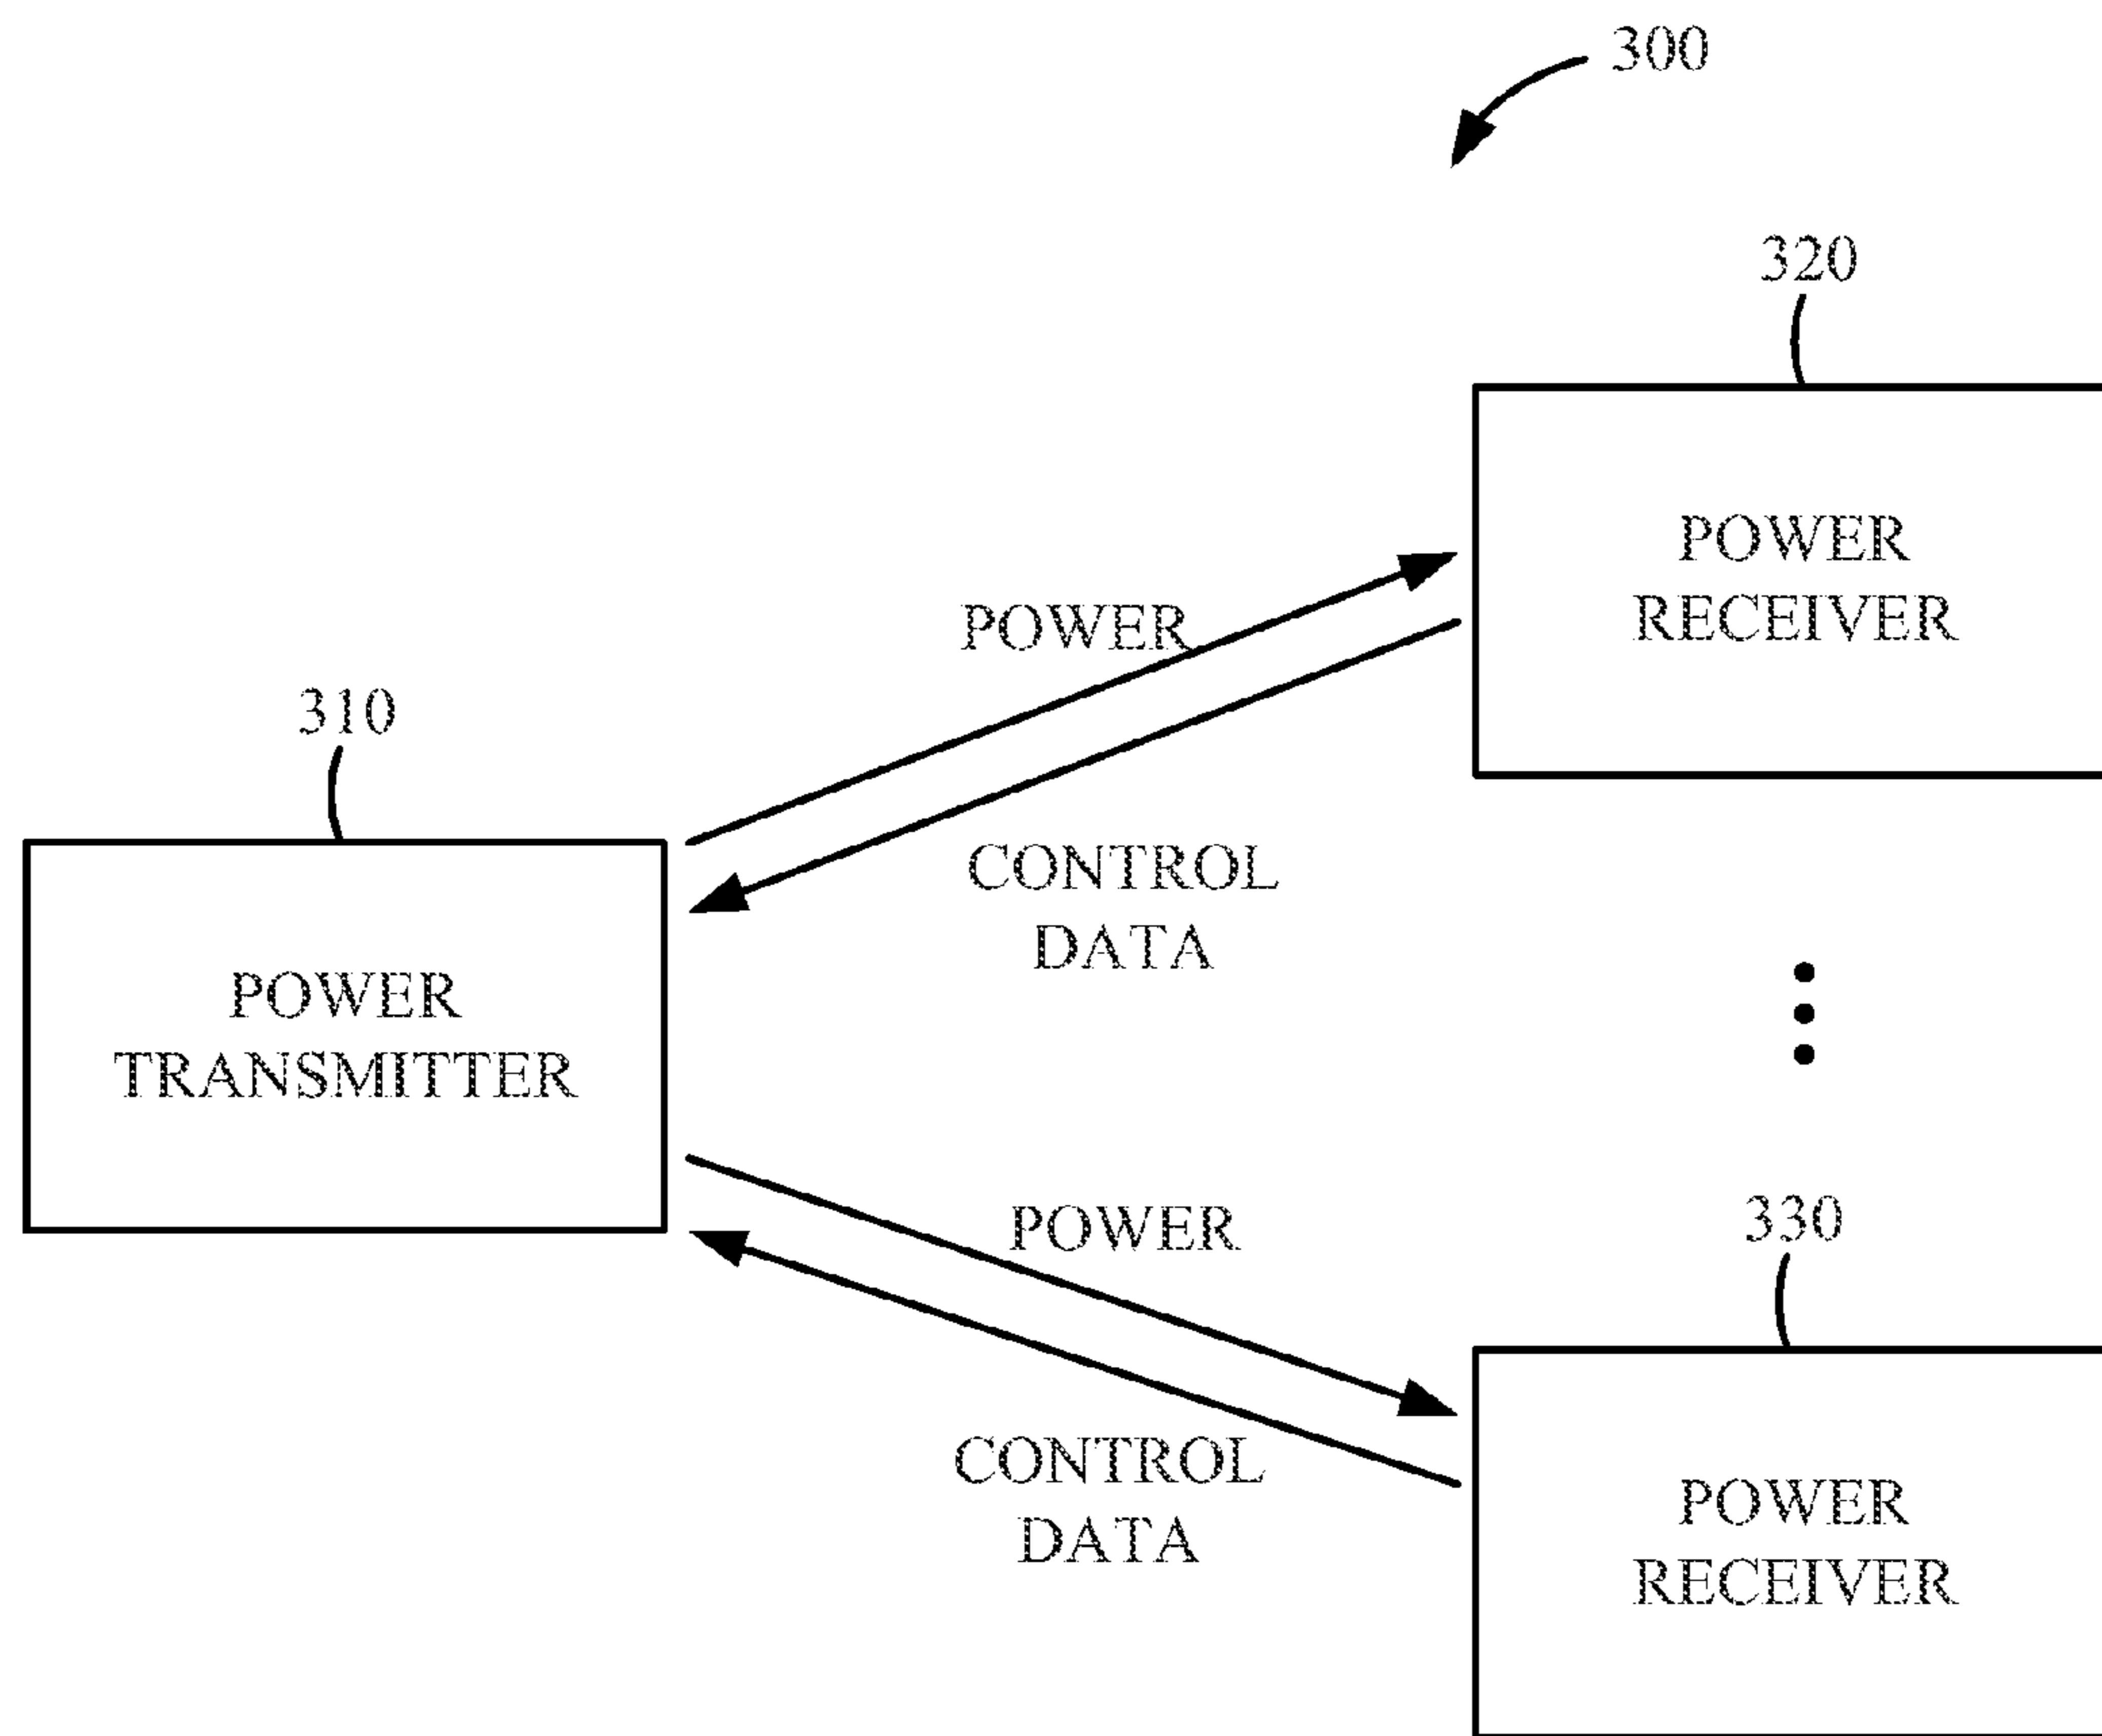 300
320
POWER
RECEIVER
POWER
310
CONTROL
DATA
POWER
TRANSMITTER
POWER
330
CONTROL
DATA
POWER
RECEIVER